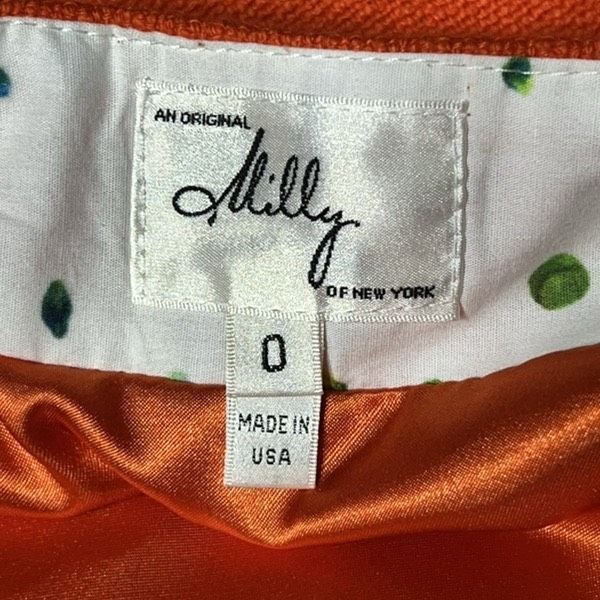 AN ORIGINAL
Milly
OF NEW YORK
0
MADE IN
USA